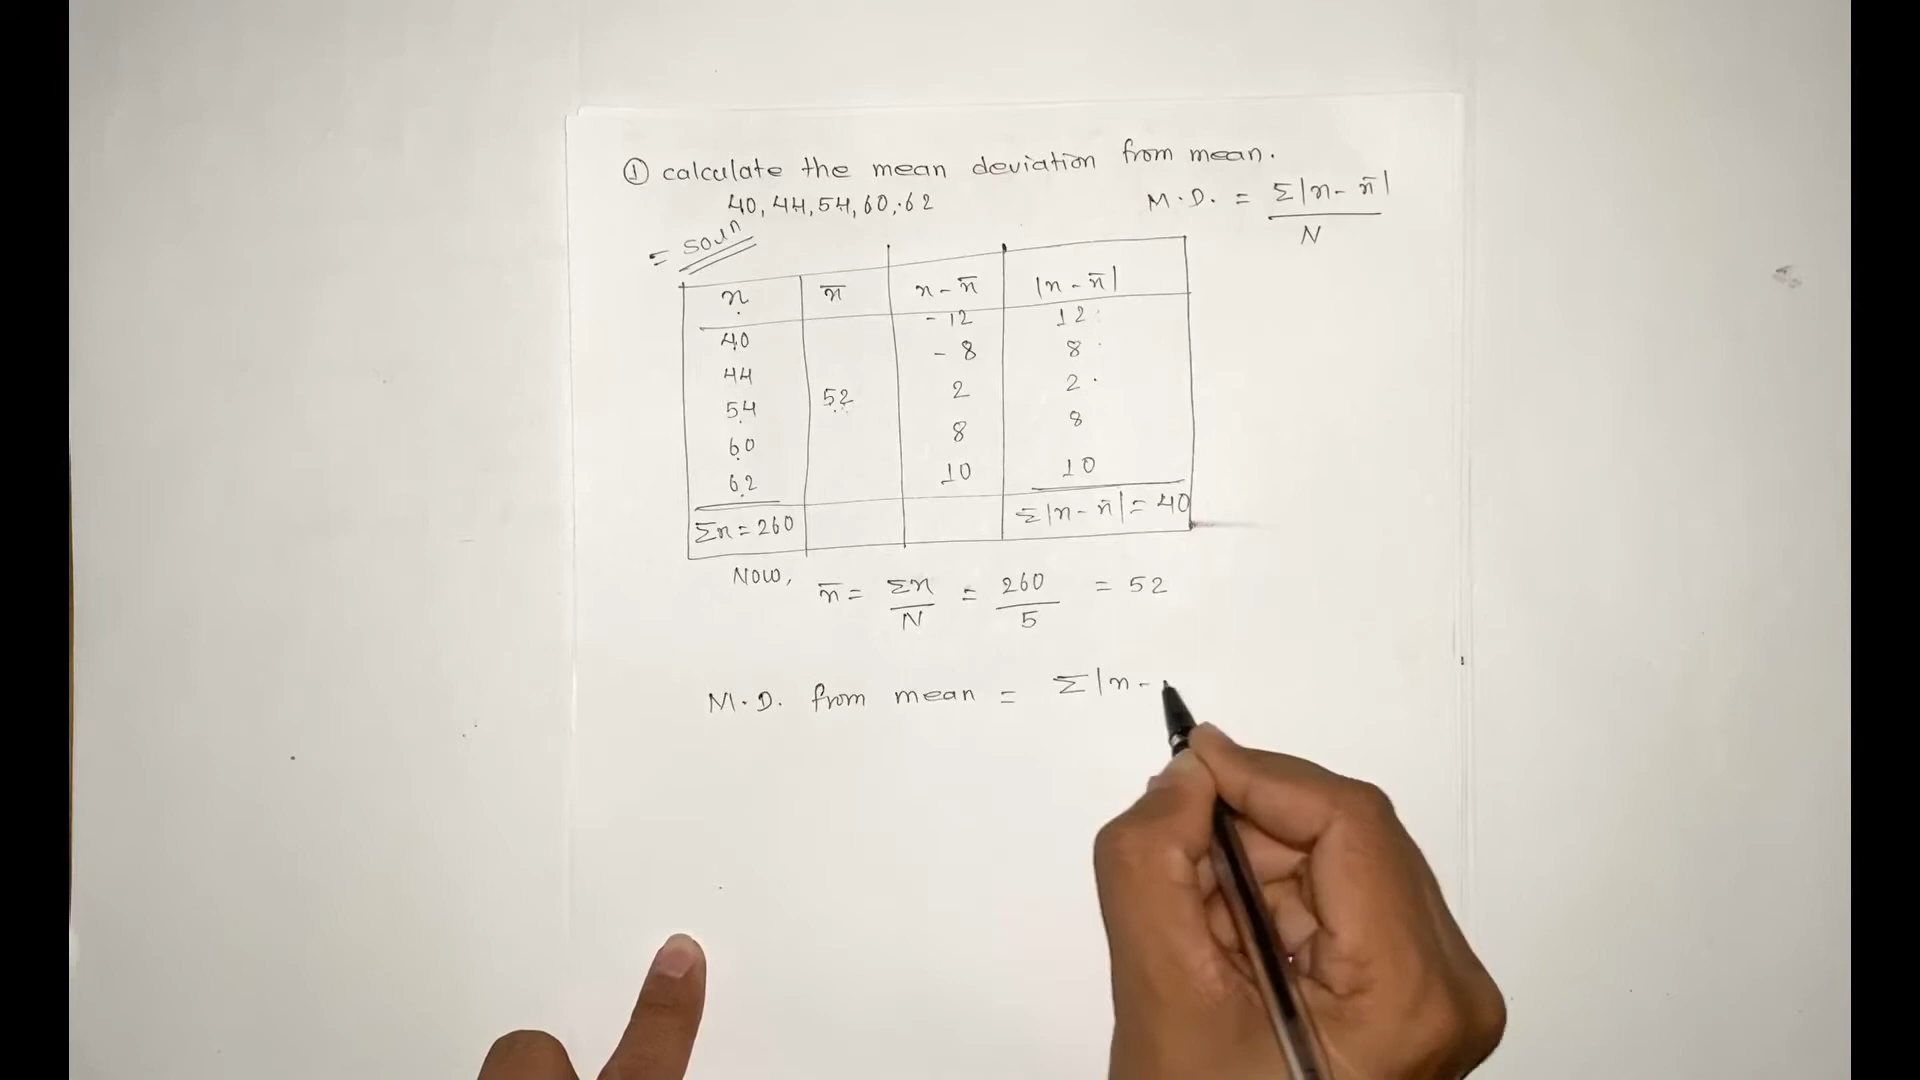 ① calculate the mean deviation from mean.
40, 44, 54, 60, 62
M.D. = Σ|x - x̄| / N
= Solⁿ
x | x̄ | x - x̄ | |x - x̄|
40 | | -12 | 12
44 | | -8 | 8
54 | 52 | 2 | 2
60 | | 8 | 8
62 | | 10 | 10
Σx = 260 | | | Σ|x - x̄| = 40
Now,
x̄ = Σx / N = 260 / 5 = 52
M.D. from mean = Σ|x -